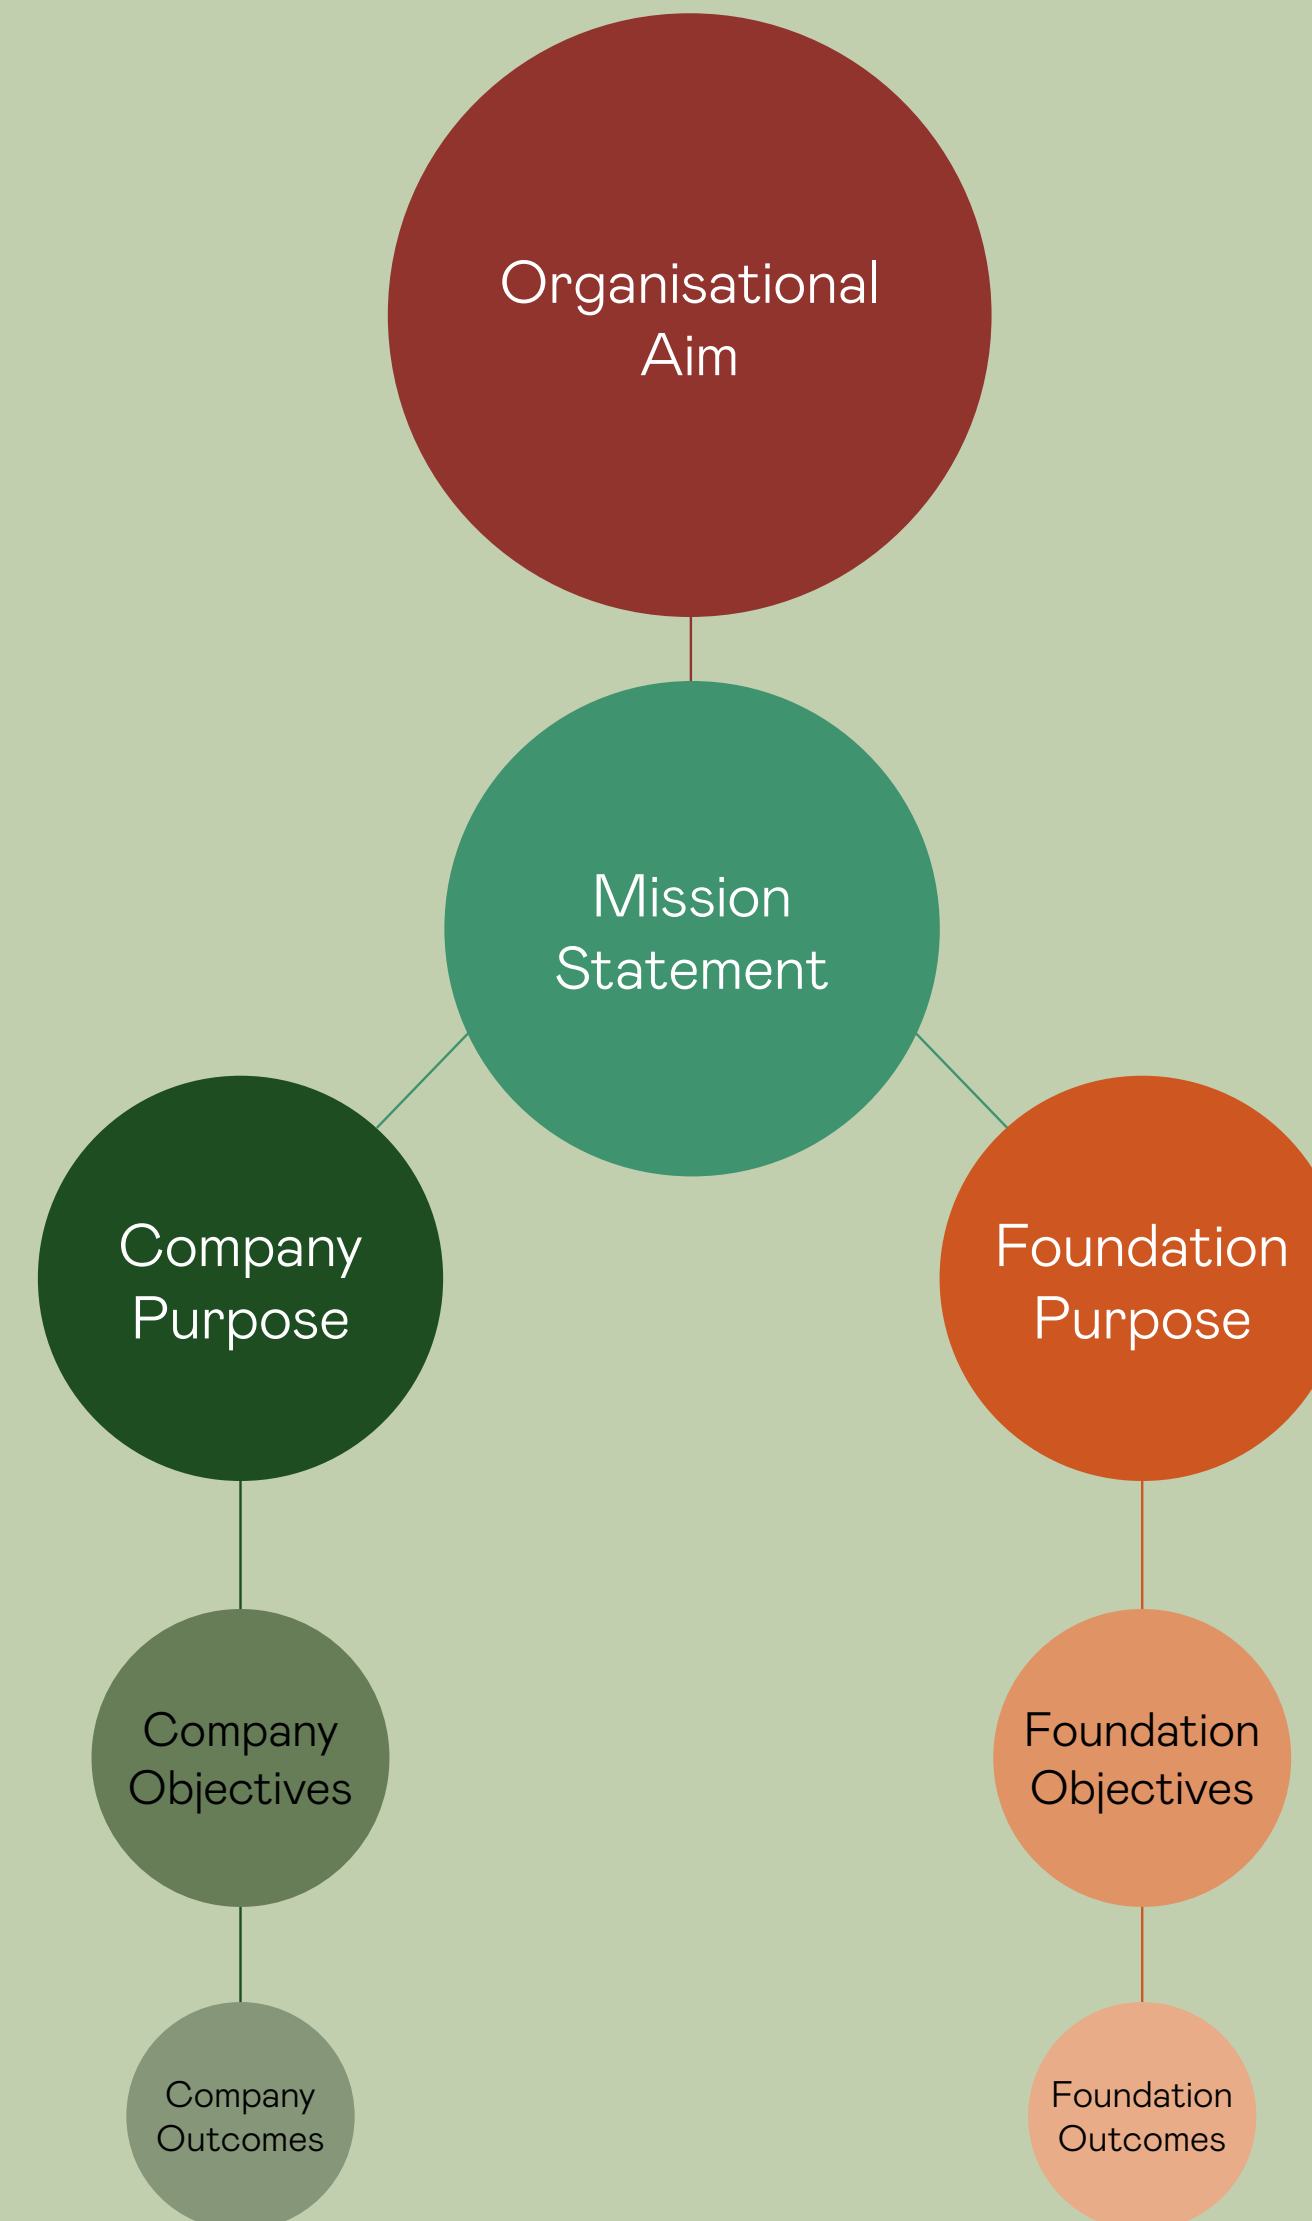 Organisational
Aim
Mission
Statement
Company
Purpose
Foundation
Purpose
Company
Objectives
Foundation
Objectives
Company
Outcomes
Foundation
Outcomes